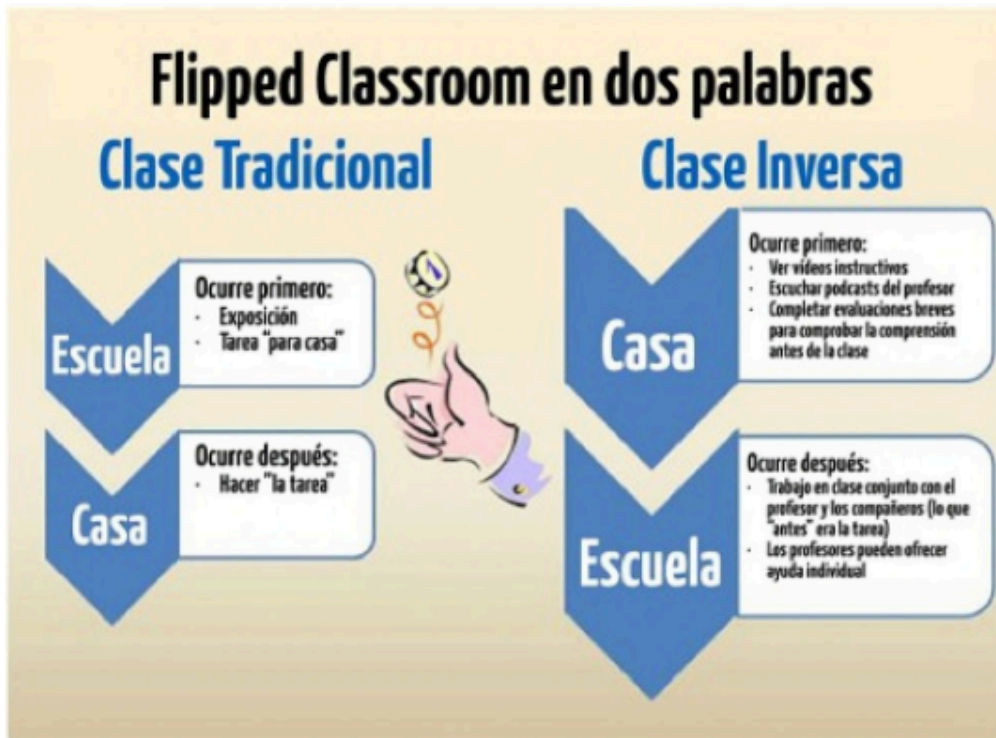 Flipped Classroom en dos palabras
Clase Tradicional
Escuela
Ocurre primero:
· Exposición
· Tarea "para casa"
Casa
Ocurre después:
· Hacer "la tarea"
1
Clase Inversa
Casa
Ocurre primero:
· Ver vídeos instructivos
· Escuchar podcasts del profesor
· Completar evaluaciones breves
para comprobar la comprensión
antes de la clase
Escuela
Ocurre después:
· Trabajo en clase conjunto con el
profesor y los compañeros (lo que
"antes" era la tarea)
· Los profesores pueden ofrecer
ayuda individual